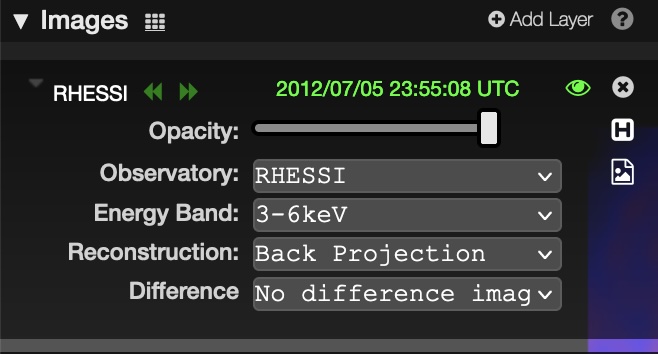 ▼ Images Add Layer ?
RHESSI 2012/07/05 23:55:08 UTC
Opacity: H
Observatory: RHESSI
Energy Band: 3-6keV
Reconstruction: Back Projection
Difference No difference imag